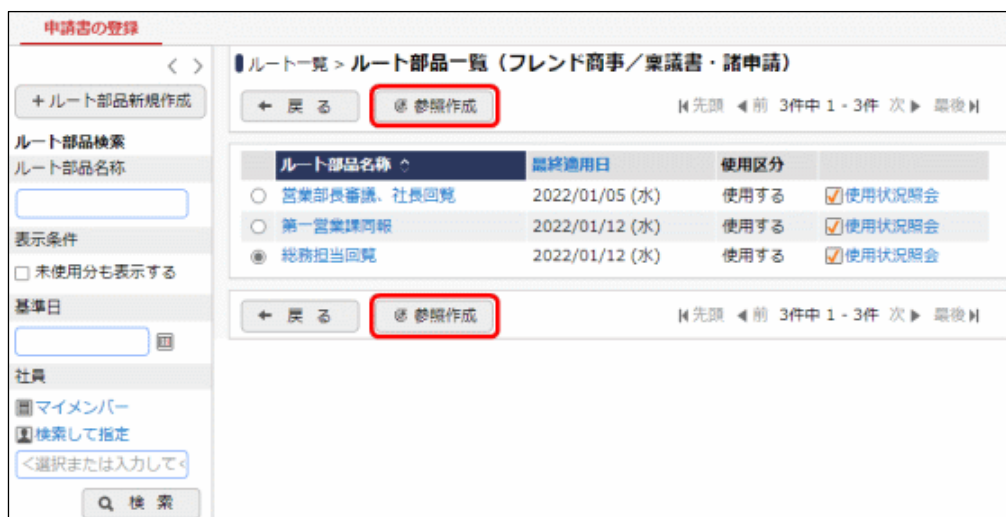 申請書の登録
< >
+ルート部品新規作成
ルート部品検索
ルート部品名称
表示条件
未使用分も表示する
基準日
社員
マイメンバー
検索して指定
<選択または入力して<
検 索
ルート一覧 > ルート部品一覧（フレンド商事／稟議書・諸申請）
戻 る 参照作成 先頭 前 3件中 1 - 3件 次 最後
ルート部品名称 最終適用日 使用区分
営業部長審議、社長回覧 2022/01/05 (水) 使用する 使用状況照会
第一営業課同報 2022/01/12 (水) 使用する 使用状況照会
総務担当回覧 2022/01/12 (水) 使用する 使用状況照会
戻 る 参照作成 先頭 前 3件中 1 - 3件 次 最後